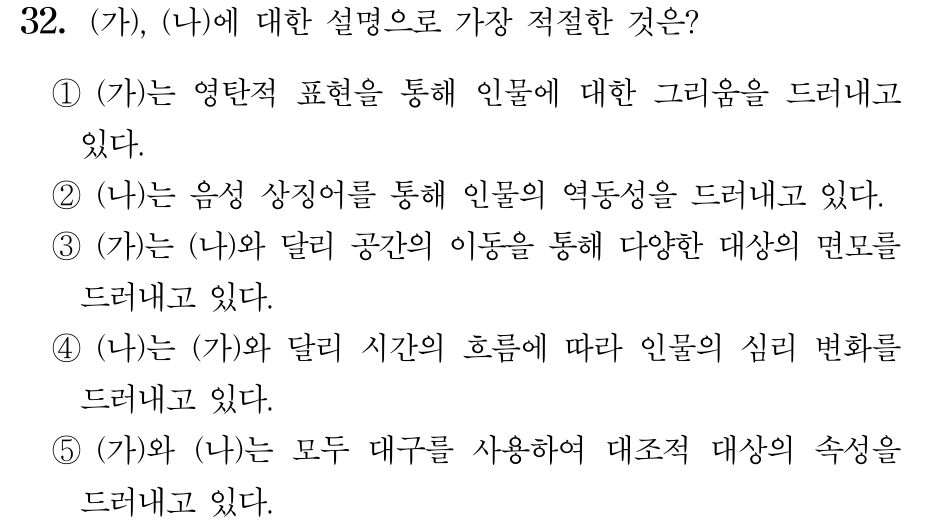 32. (가), (나)에 대한 설명으로 가장 적절한 것은?
① (가)는 영탄적 표현을 통해 인물에 대한 그리움을 드러내고
있다.
② (나)는 음성 상징어를 통해 인물의 역동성을 드러내고 있다.
③ (가)는 (나)와 달리 공간의 이동을 통해 다양한 대상의 면모를
드러내고 있다.
④ (나)는 (가)와 달리 시간의 흐름에 따라 인물의 심리 변화를
드러내고 있다.
⑤ (가)와 (나)는 모두 대구를 사용하여 대조적 대상의 속성을
드러내고 있다.